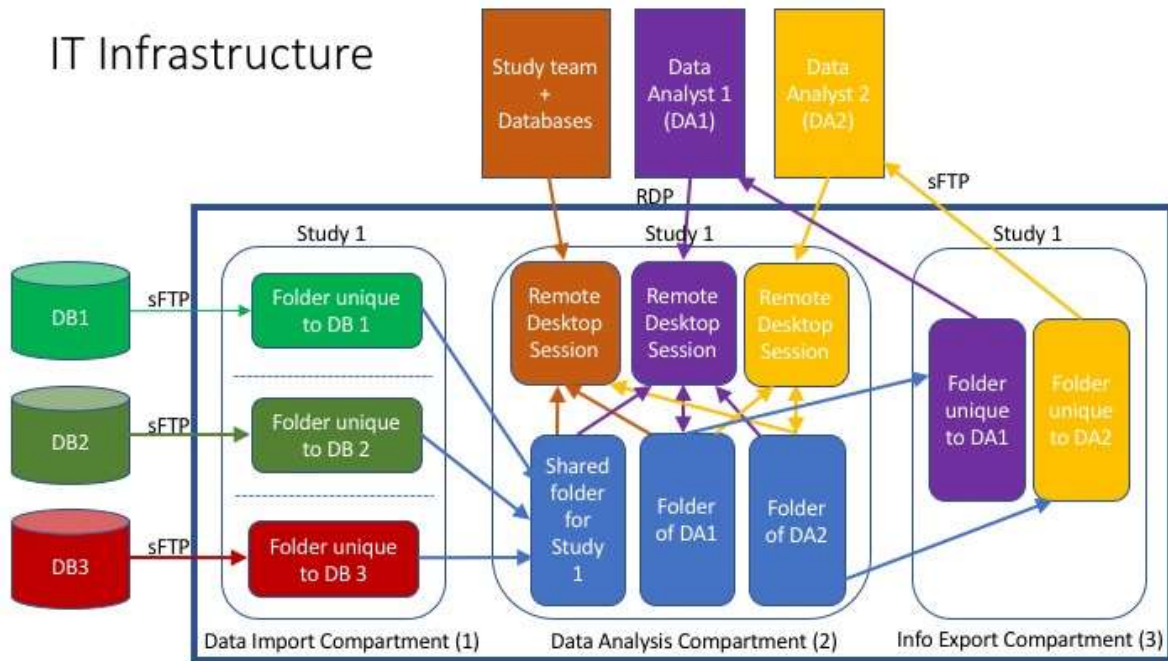 IT Infrastructure
Study team
+
Databases
Data
Analyst 1
(DA1)
Data
Analyst 2
(DA2)
RDP
sFTP
Study 1
Study 1
Study 1
DB1
sFTP
Folder unique
to DB 1
DB2
sFTP
Folder unique
to DB 2
DB3
sFTP
Folder unique
to DB 3
Remote
Desktop
Session
Remote
Desktop
Session
Remote
Desktop
Session
Shared
folder
for
Study
1
Folder
of DA1
Folder
of DA2
Folder
unique
to DA1
Folder
unique
to DA2
Data Import Compartment (1)
Data Analysis Compartment (2)
Info Export Compartment (3)